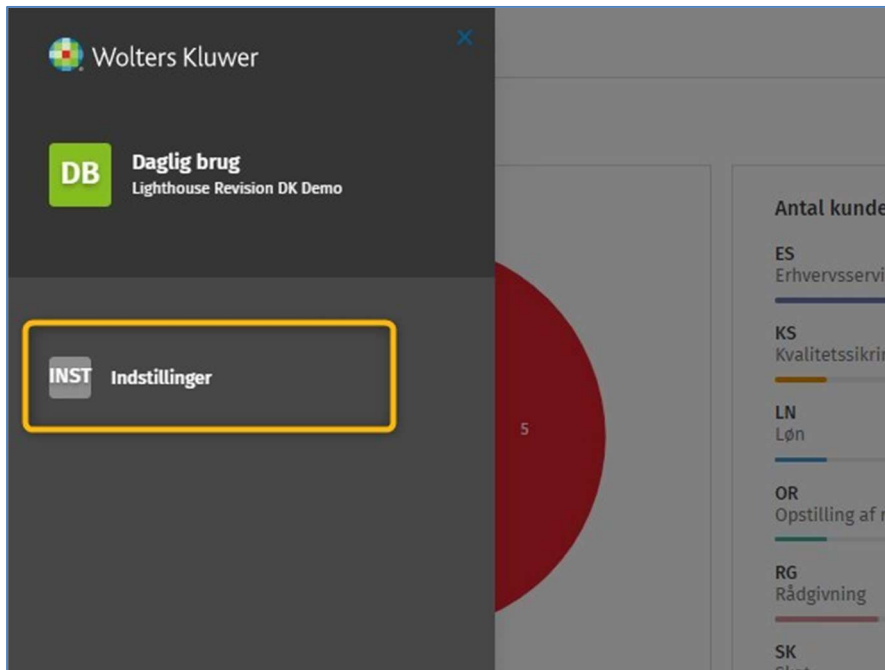 Wolters Kluwer
DB
Daglig brug
Lighthouse Revision DK Demo
INST
Indstillinger
5
Antal kunde
ES
Erhvervsservi
KS
Kvalitetssikrin
LN
Løn
OR
Opstilling af
RG
Rådgivning
SK